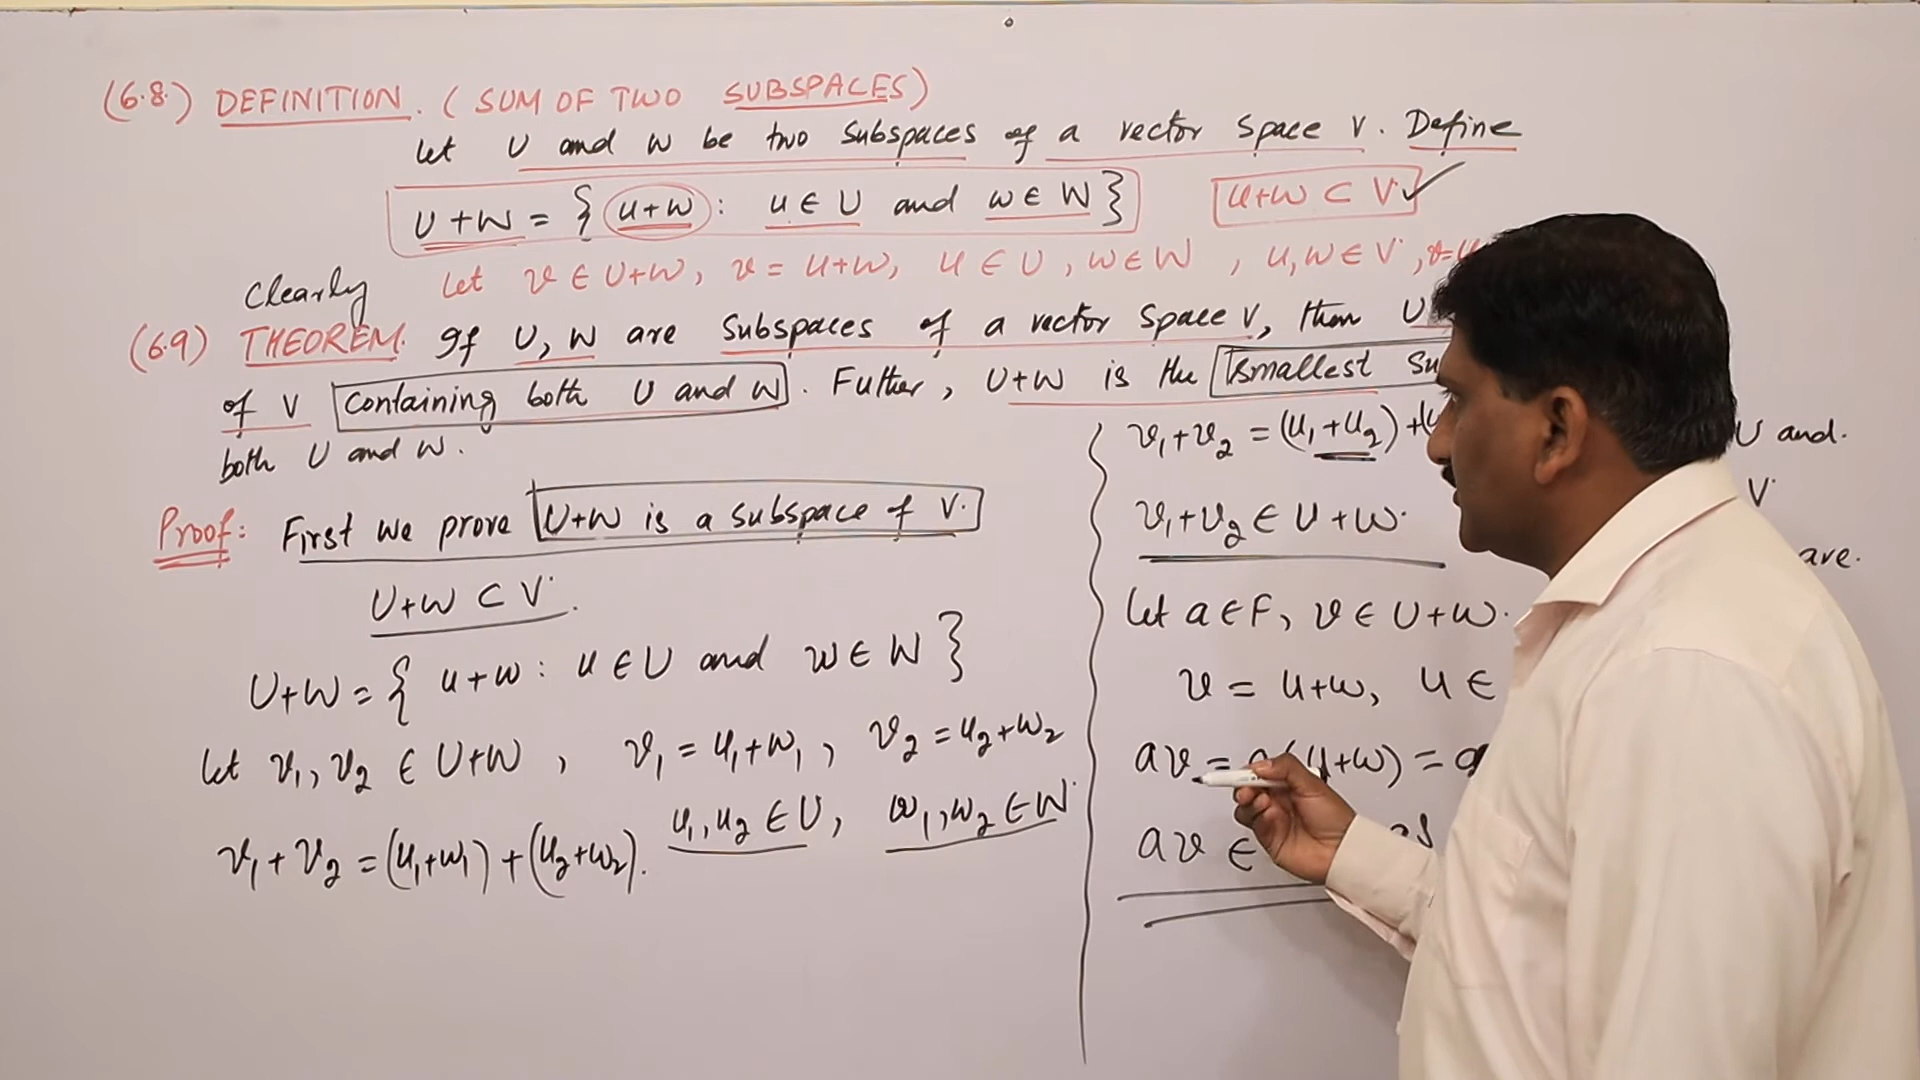 (6.8.) DEFINITION. (SUM OF TWO SUBSPACES)
Let U and W be two subspaces of a vector space V. Define
U+W = { u+w : u ∈ U and w ∈ W }
U+W ⊂ V. ✓
Clearly Let v ∈ U+W, v = u+w, u ∈ U, w ∈ W, u,w ∈ V, v=
(6.9) THEOREM. If U, W are subspaces of a vector space V, then U
of V containing both U and W. Futher, U+W is the smallest
both U and W.
Proof: First we prove U+W is a subspace of V.
U+W ⊂ V.
U+W = { u+w : u ∈ U and w ∈ W }
Let v₁, v₂ ∈ U+W, v₁ = u₁+w₁, v₂ = u₂+w₂
u₁, u₂ ∈ U, w₁, w₂ ∈ W
v₁ + v₂ = (u₁+w₁) + (u₂+w₂).
v₁+v₂ = (u₁+u₂) + (
U and.
v₁+v₂ ∈ U+W.
V
are.
Let a ∈ F, v ∈ U+W.
v = u+w, u ∈
av = a(u+w) =
av ∈ as